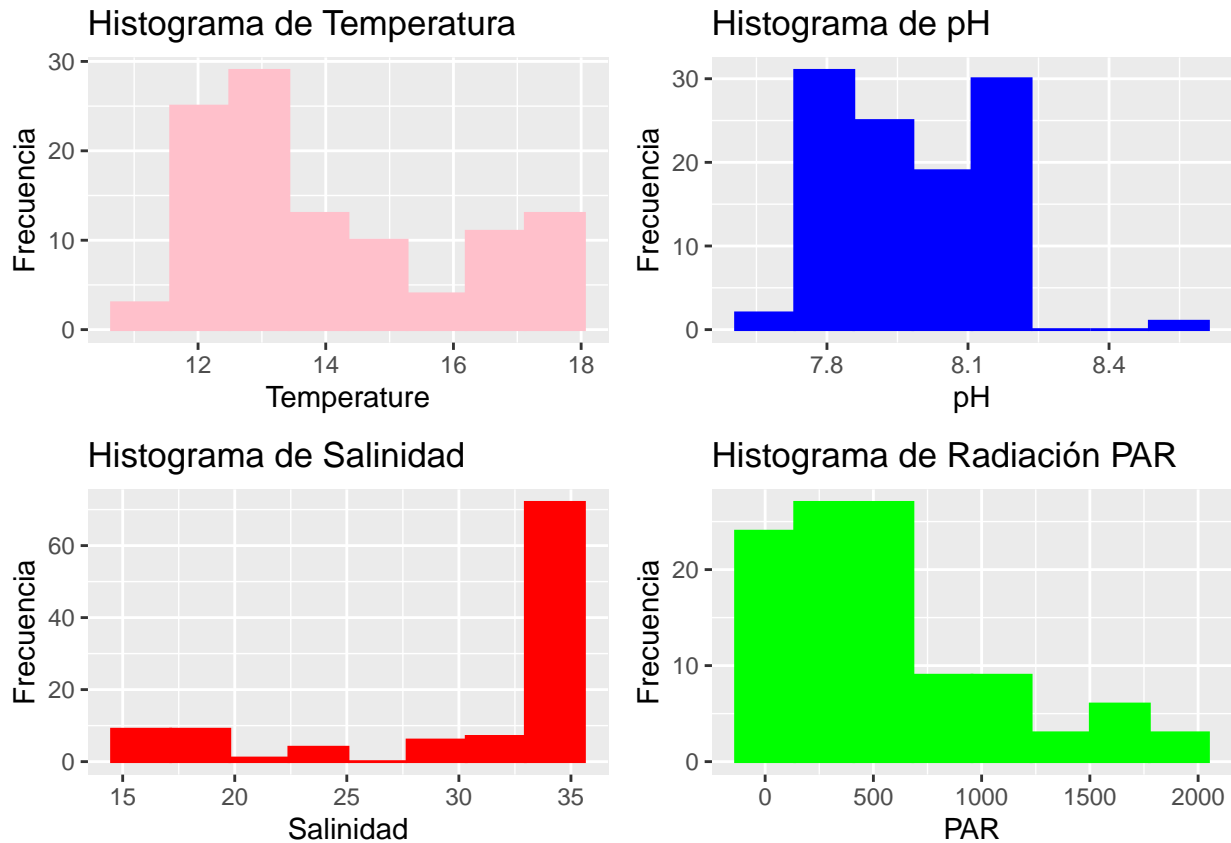 Histograma de Temperatura
30
20
10
0
Frecuencia
12 14 16 18
Temperature
Histograma de pH
30
20
10
0
Frecuencia
7.8 8.1 8.4
pH
Histograma de Salinidad
60
40
20
0
Frecuencia
15 20 25 30 35
Salinidad
Histograma de Radiación PAR
20
10
0
Frecuencia
0 500 1000 1500 2000
PAR